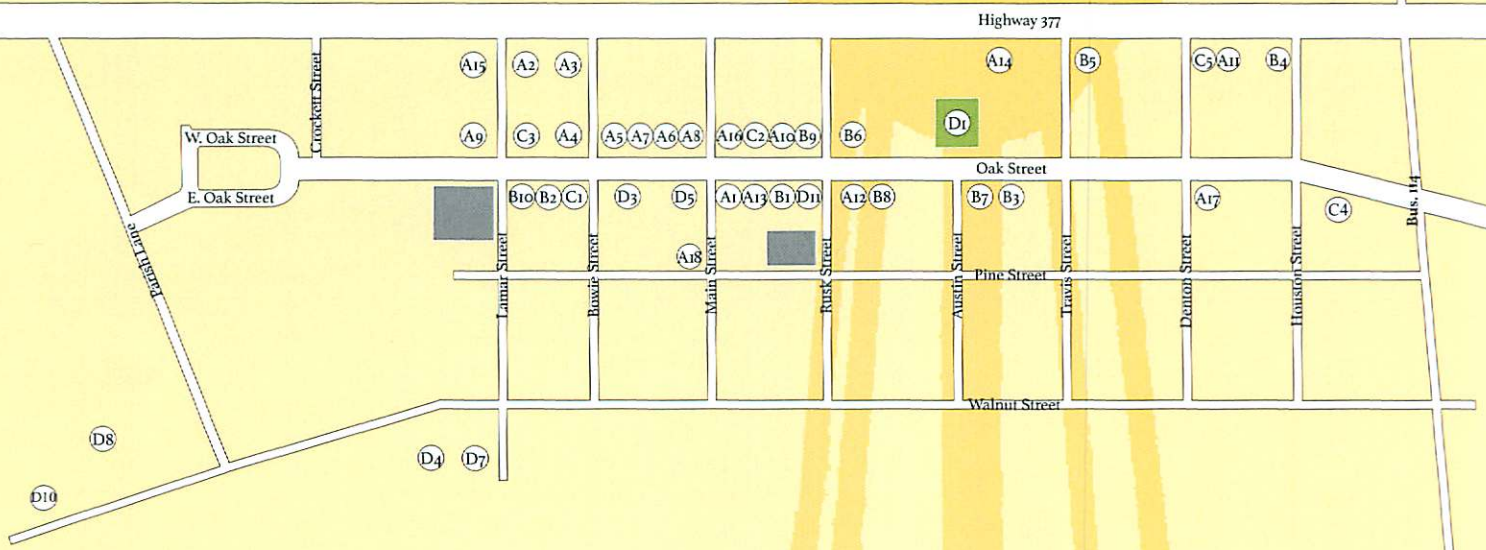 Highway 377
A15
A2
A3
A14
B5
C5
A11
B4
Crockett Street
W. Oak Street
A9
C3
A4
A5
A7
A6
A8
A16
C2
A10
B9
B6
D1
Oak Street
E. Oak Street
B10
B2
C1
D3
D5
A1
A13
B1
D11
A12
B8
B7
B3
A17
C4
Bus. 114
Parish Lane
A18
Lamar Street
Bowie Street
Main Street
Rusk Street
Austin Street
Travis Street
Denton Street
Houston Street
Pine Street
Walnut Street
D8
D4
D7
D10